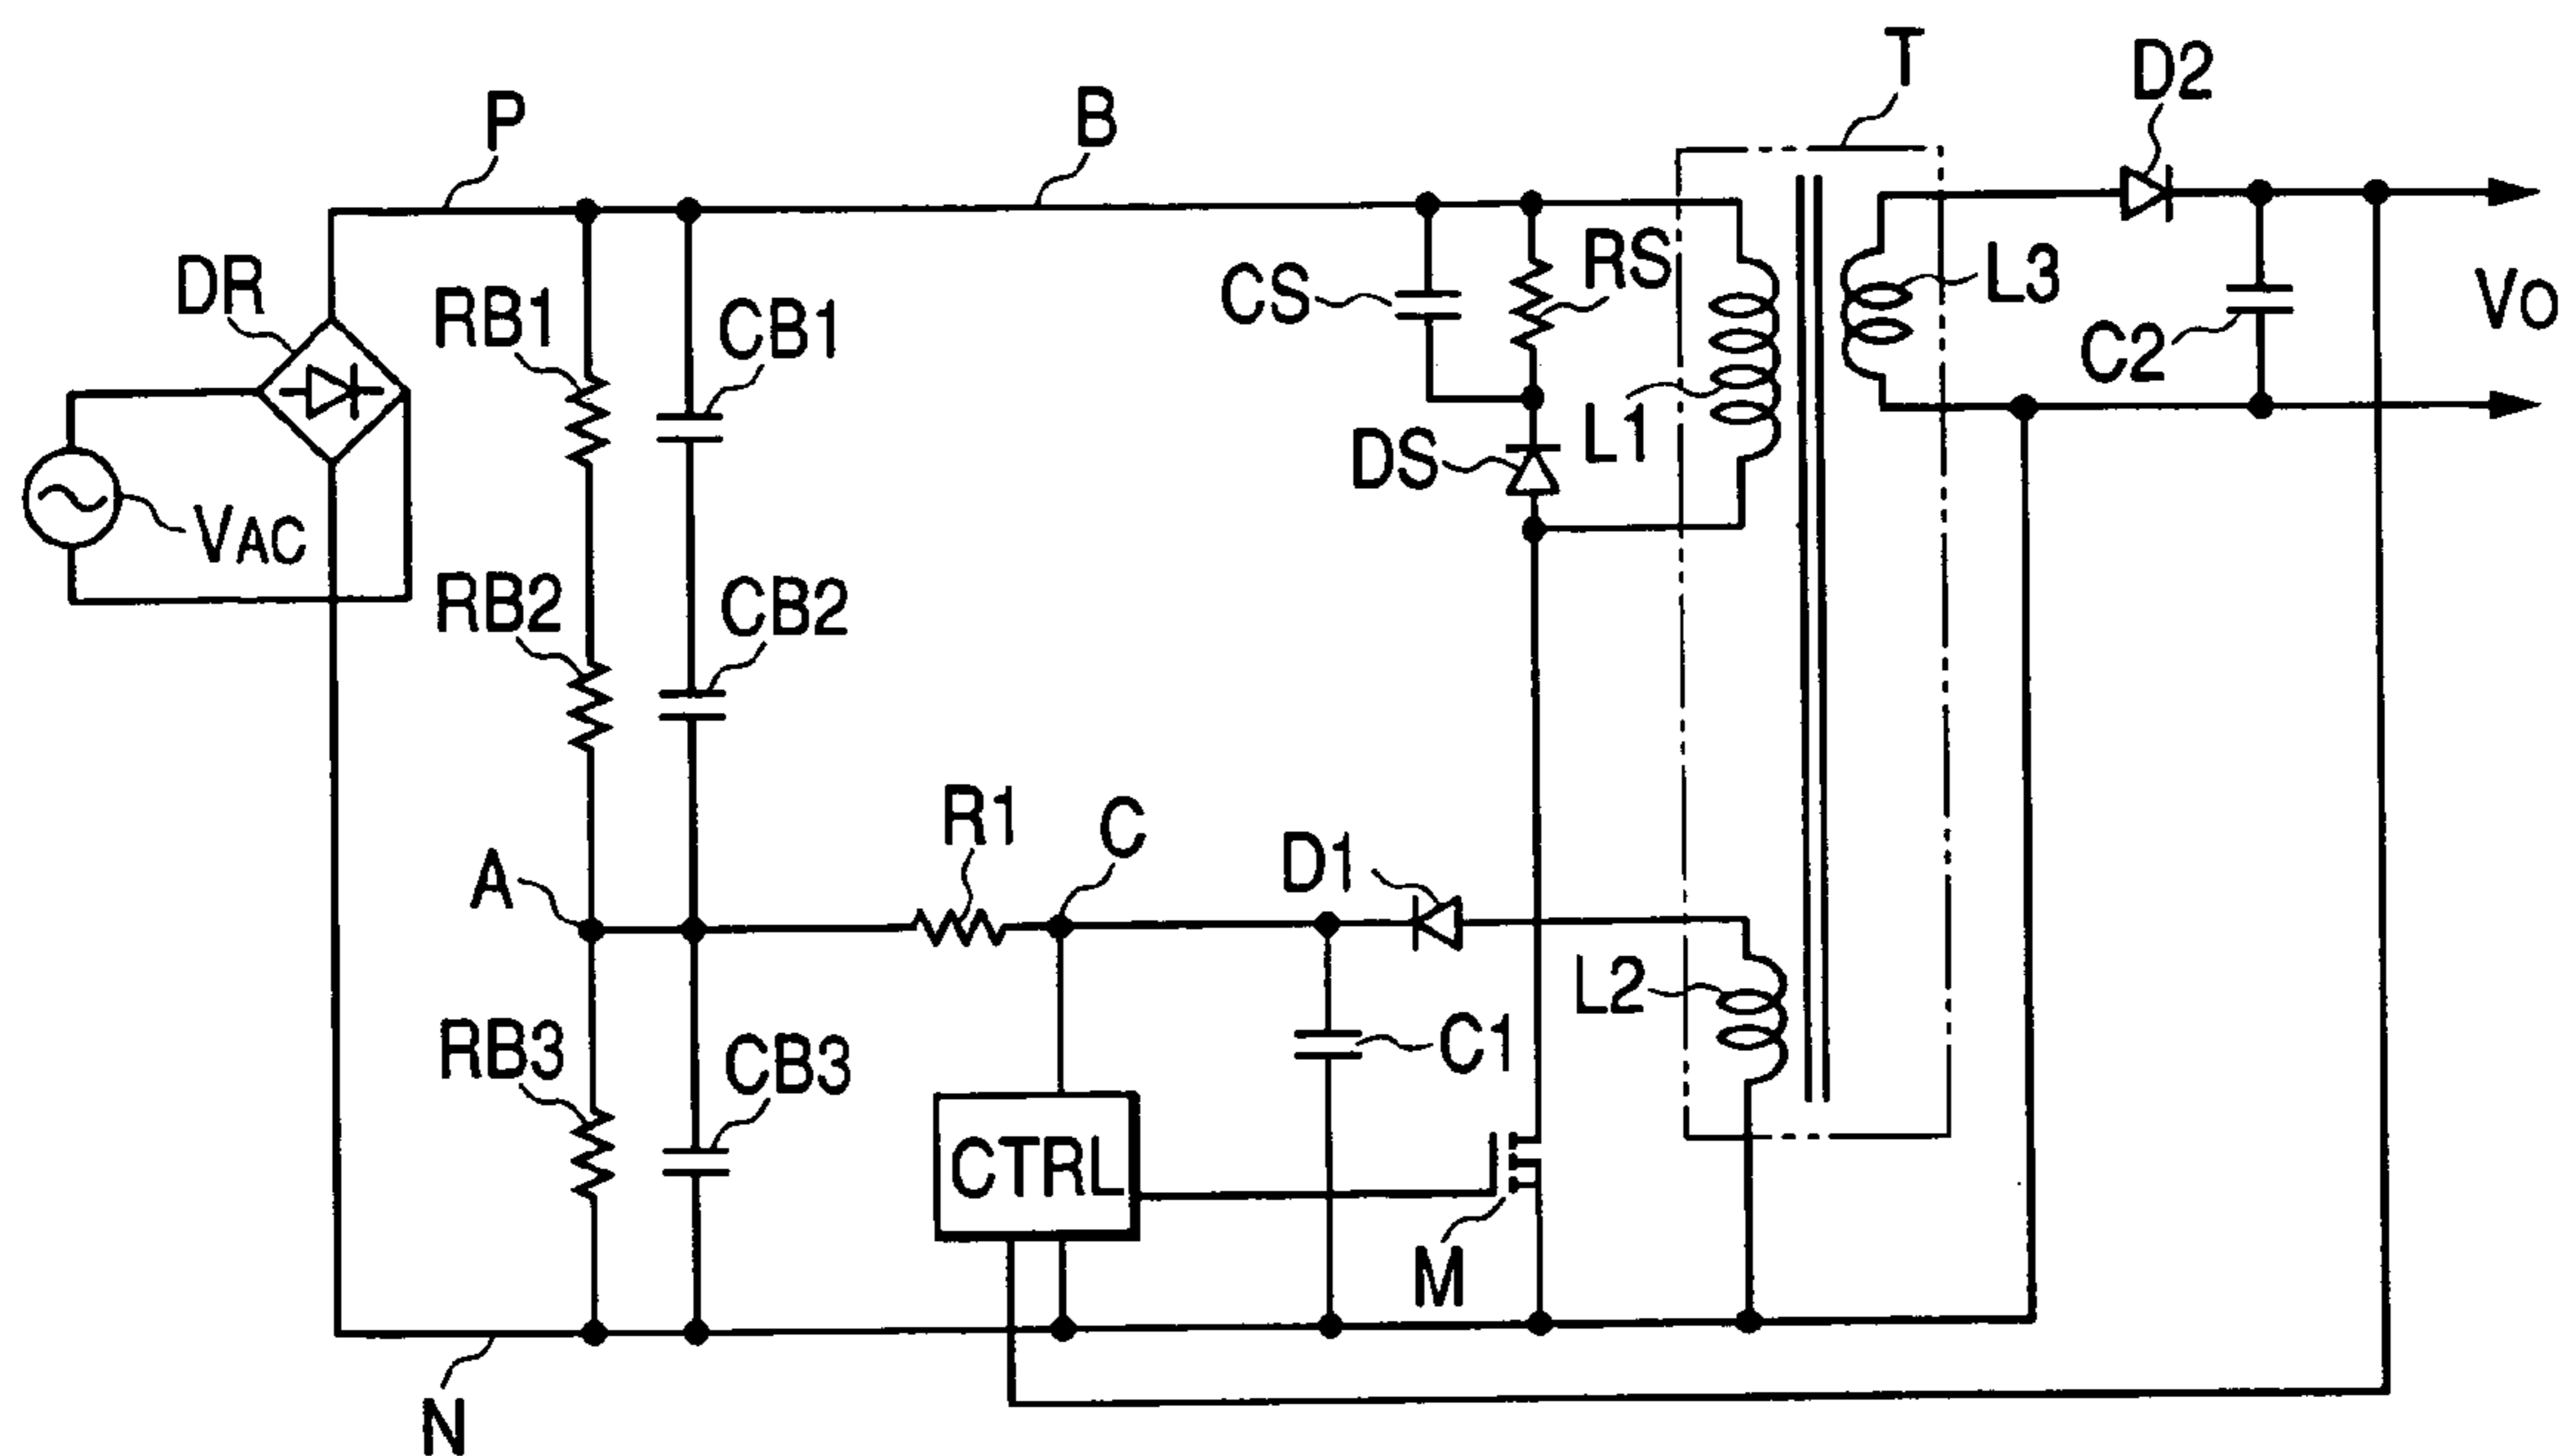 T
D2
P
B
DR
RB1
CB1
CS
RS
L3
VO
C2
L1
DS
VAC
RB2
CB2
R1
C
A
D1
L2
RB3
CB3
C1
CTRL
M
N